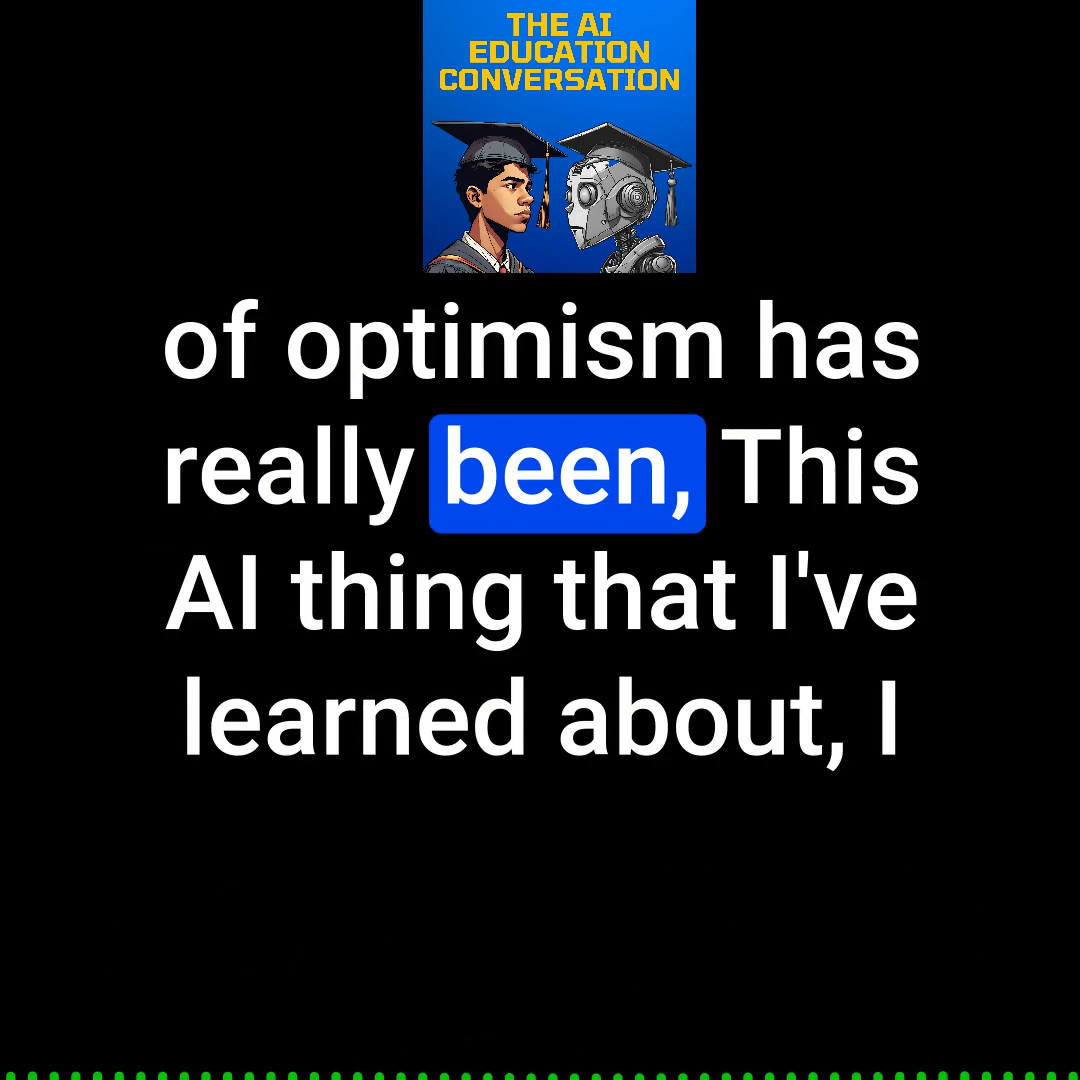 THE AI
EDUCATION
CONVERSATION
of optimism has
really been, This
AI thing that I've
learned about, I